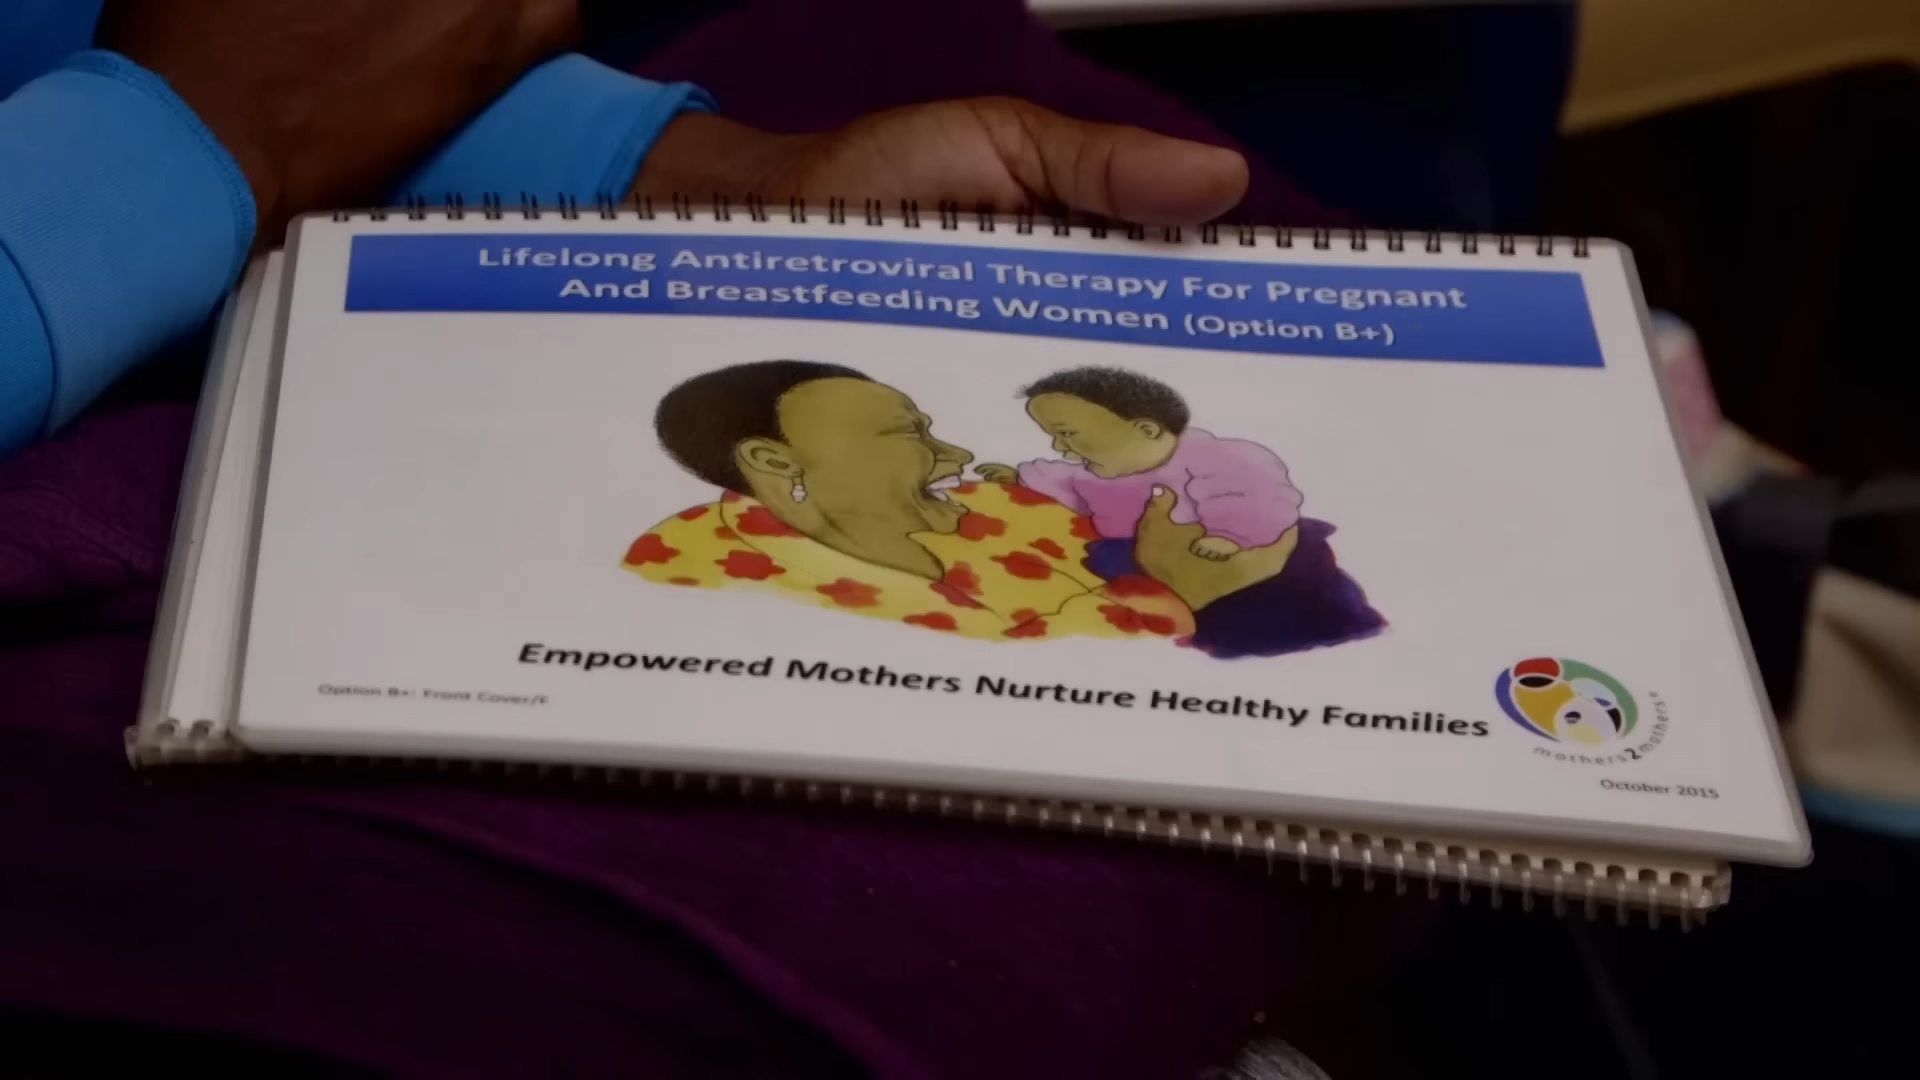 Lifelong Antiretroviral Therapy For Pregnant
And Breastfeeding Women (Option B+)
Empowered Mothers Nurture Healthy Families
Option B+: Front Cover/F
mothers2mothers®
October 2015